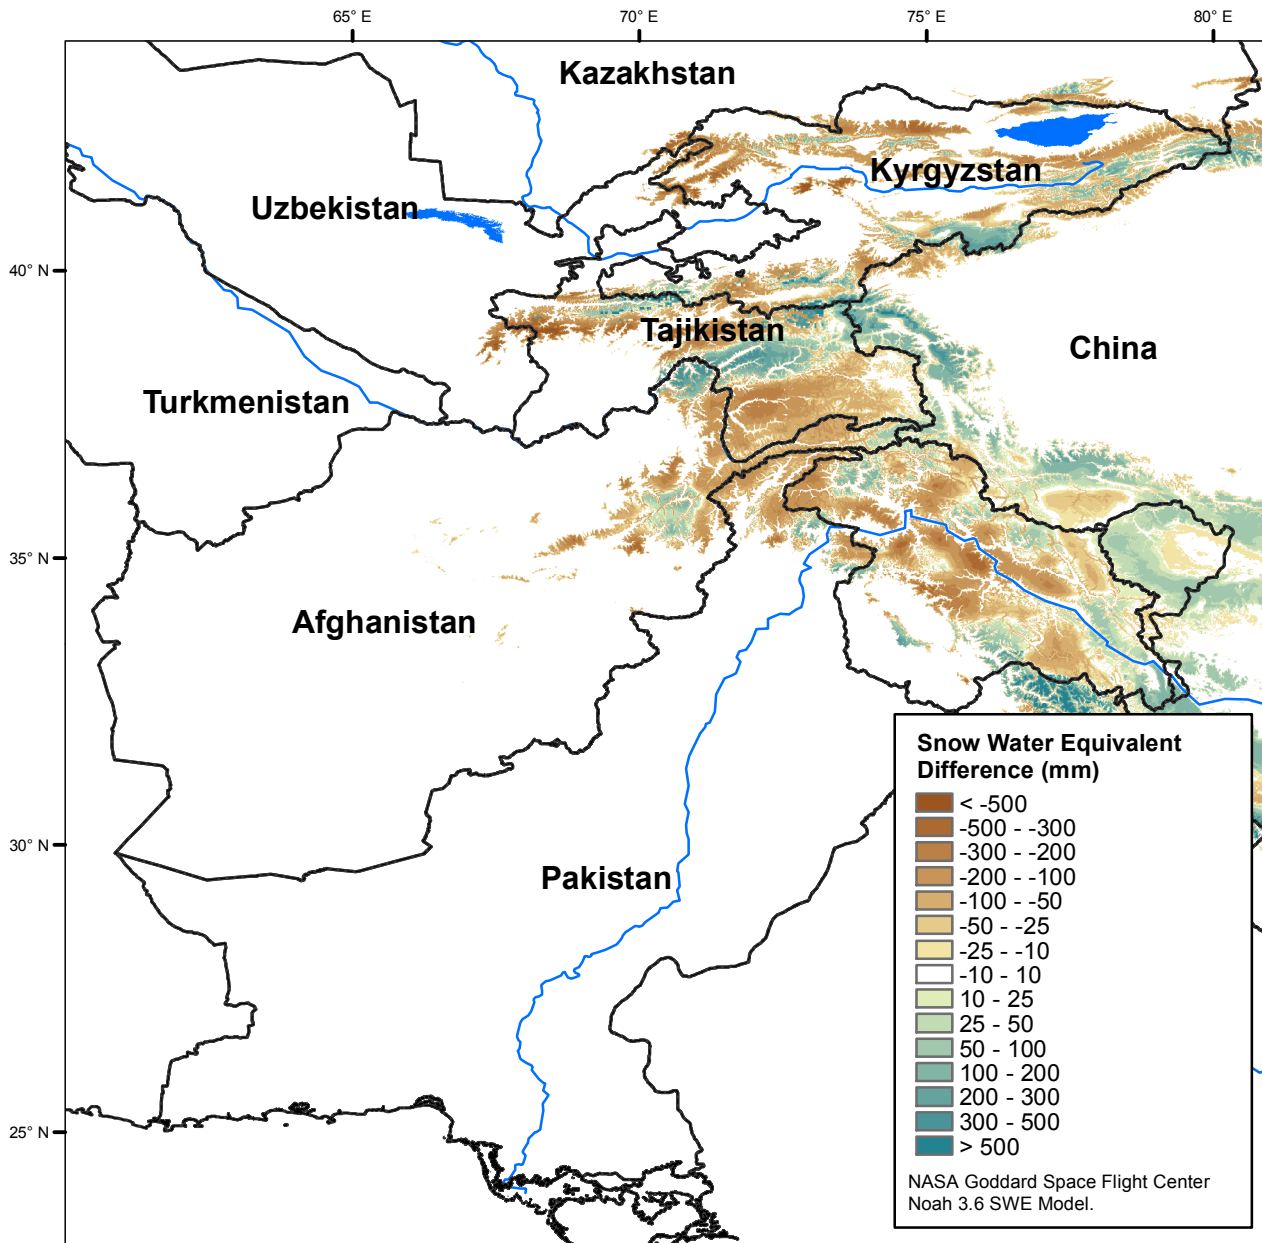 65° E
70° E
75° E
80° E
40° N
35° N
30° N
25° N
Kazakhstan
Kyrgyzstan
Uzbekistan
Tajikistan
China
Turkmenistan
Afghanistan
Pakistan
Snow Water Equivalent
Difference (mm)
< -500
-500 - -300
-300 - -200
-200 - -100
-100 - -50
-50 - -25
-25 - -10
-10 - 10
10 - 25
25 - 50
50 - 100
100 - 200
200 - 300
300 - 500
> 500
NASA Goddard Space Flight Center
Noah 3.6 SWE Model.